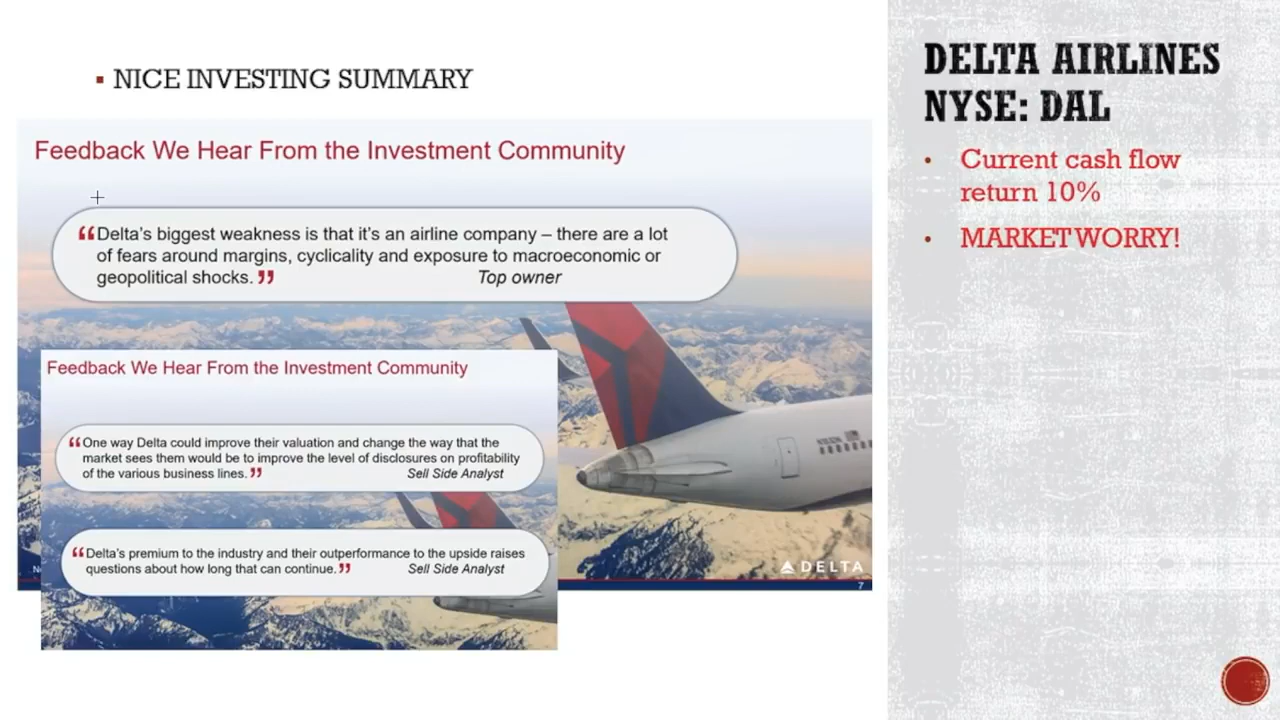 NICE INVESTING SUMMARY
Feedback We Hear From the Investment Community
“Delta’s biggest weakness is that it’s an airline company – there are a lot
of fears around margins, cyclicality and exposure to macroeconomic or
geopolitical shocks.” Top owner
Feedback We Hear From the Investment Community
“One way Delta could improve their valuation and change the way that the
market sees them would be to improve the level of disclosures on profitability
of the various business lines.” Sell Side Analyst
“Delta’s premium to the industry and their outperformance to the upside raises
questions about how long that can continue.” Sell Side Analyst
DELTA
7
DELTA AIRLINES
NYSE: DAL
• Current cash flow
return 10%
• MARKET WORRY!